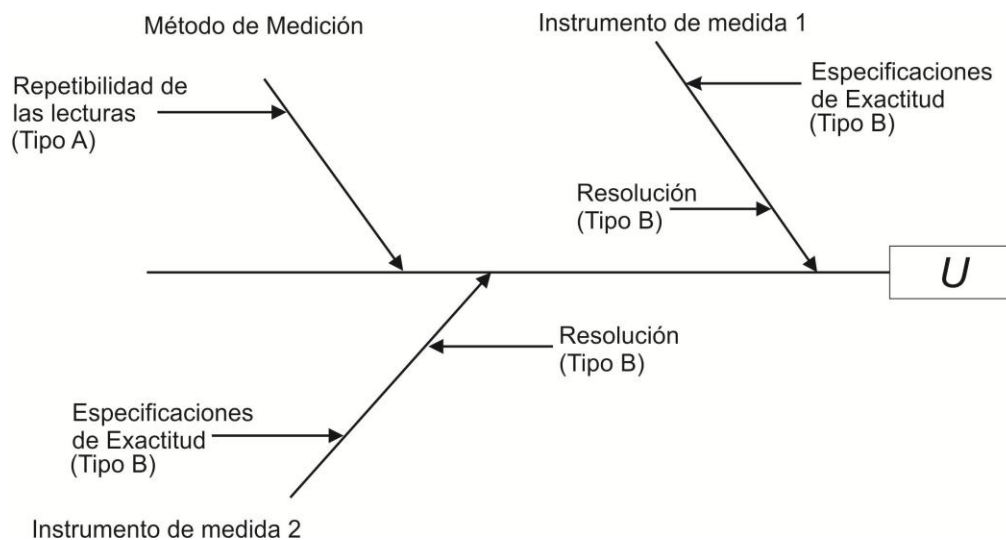 Método de Medición
Instrumento de medida 1
Repetibilidad de
las lecturas
(Tipo A)
Especificaciones
de Exactitud
(Tipo B)
Resolución
(Tipo B)
U
Resolución
(Tipo B)
Especificaciones
de Exactitud
(Tipo B)
Instrumento de medida 2